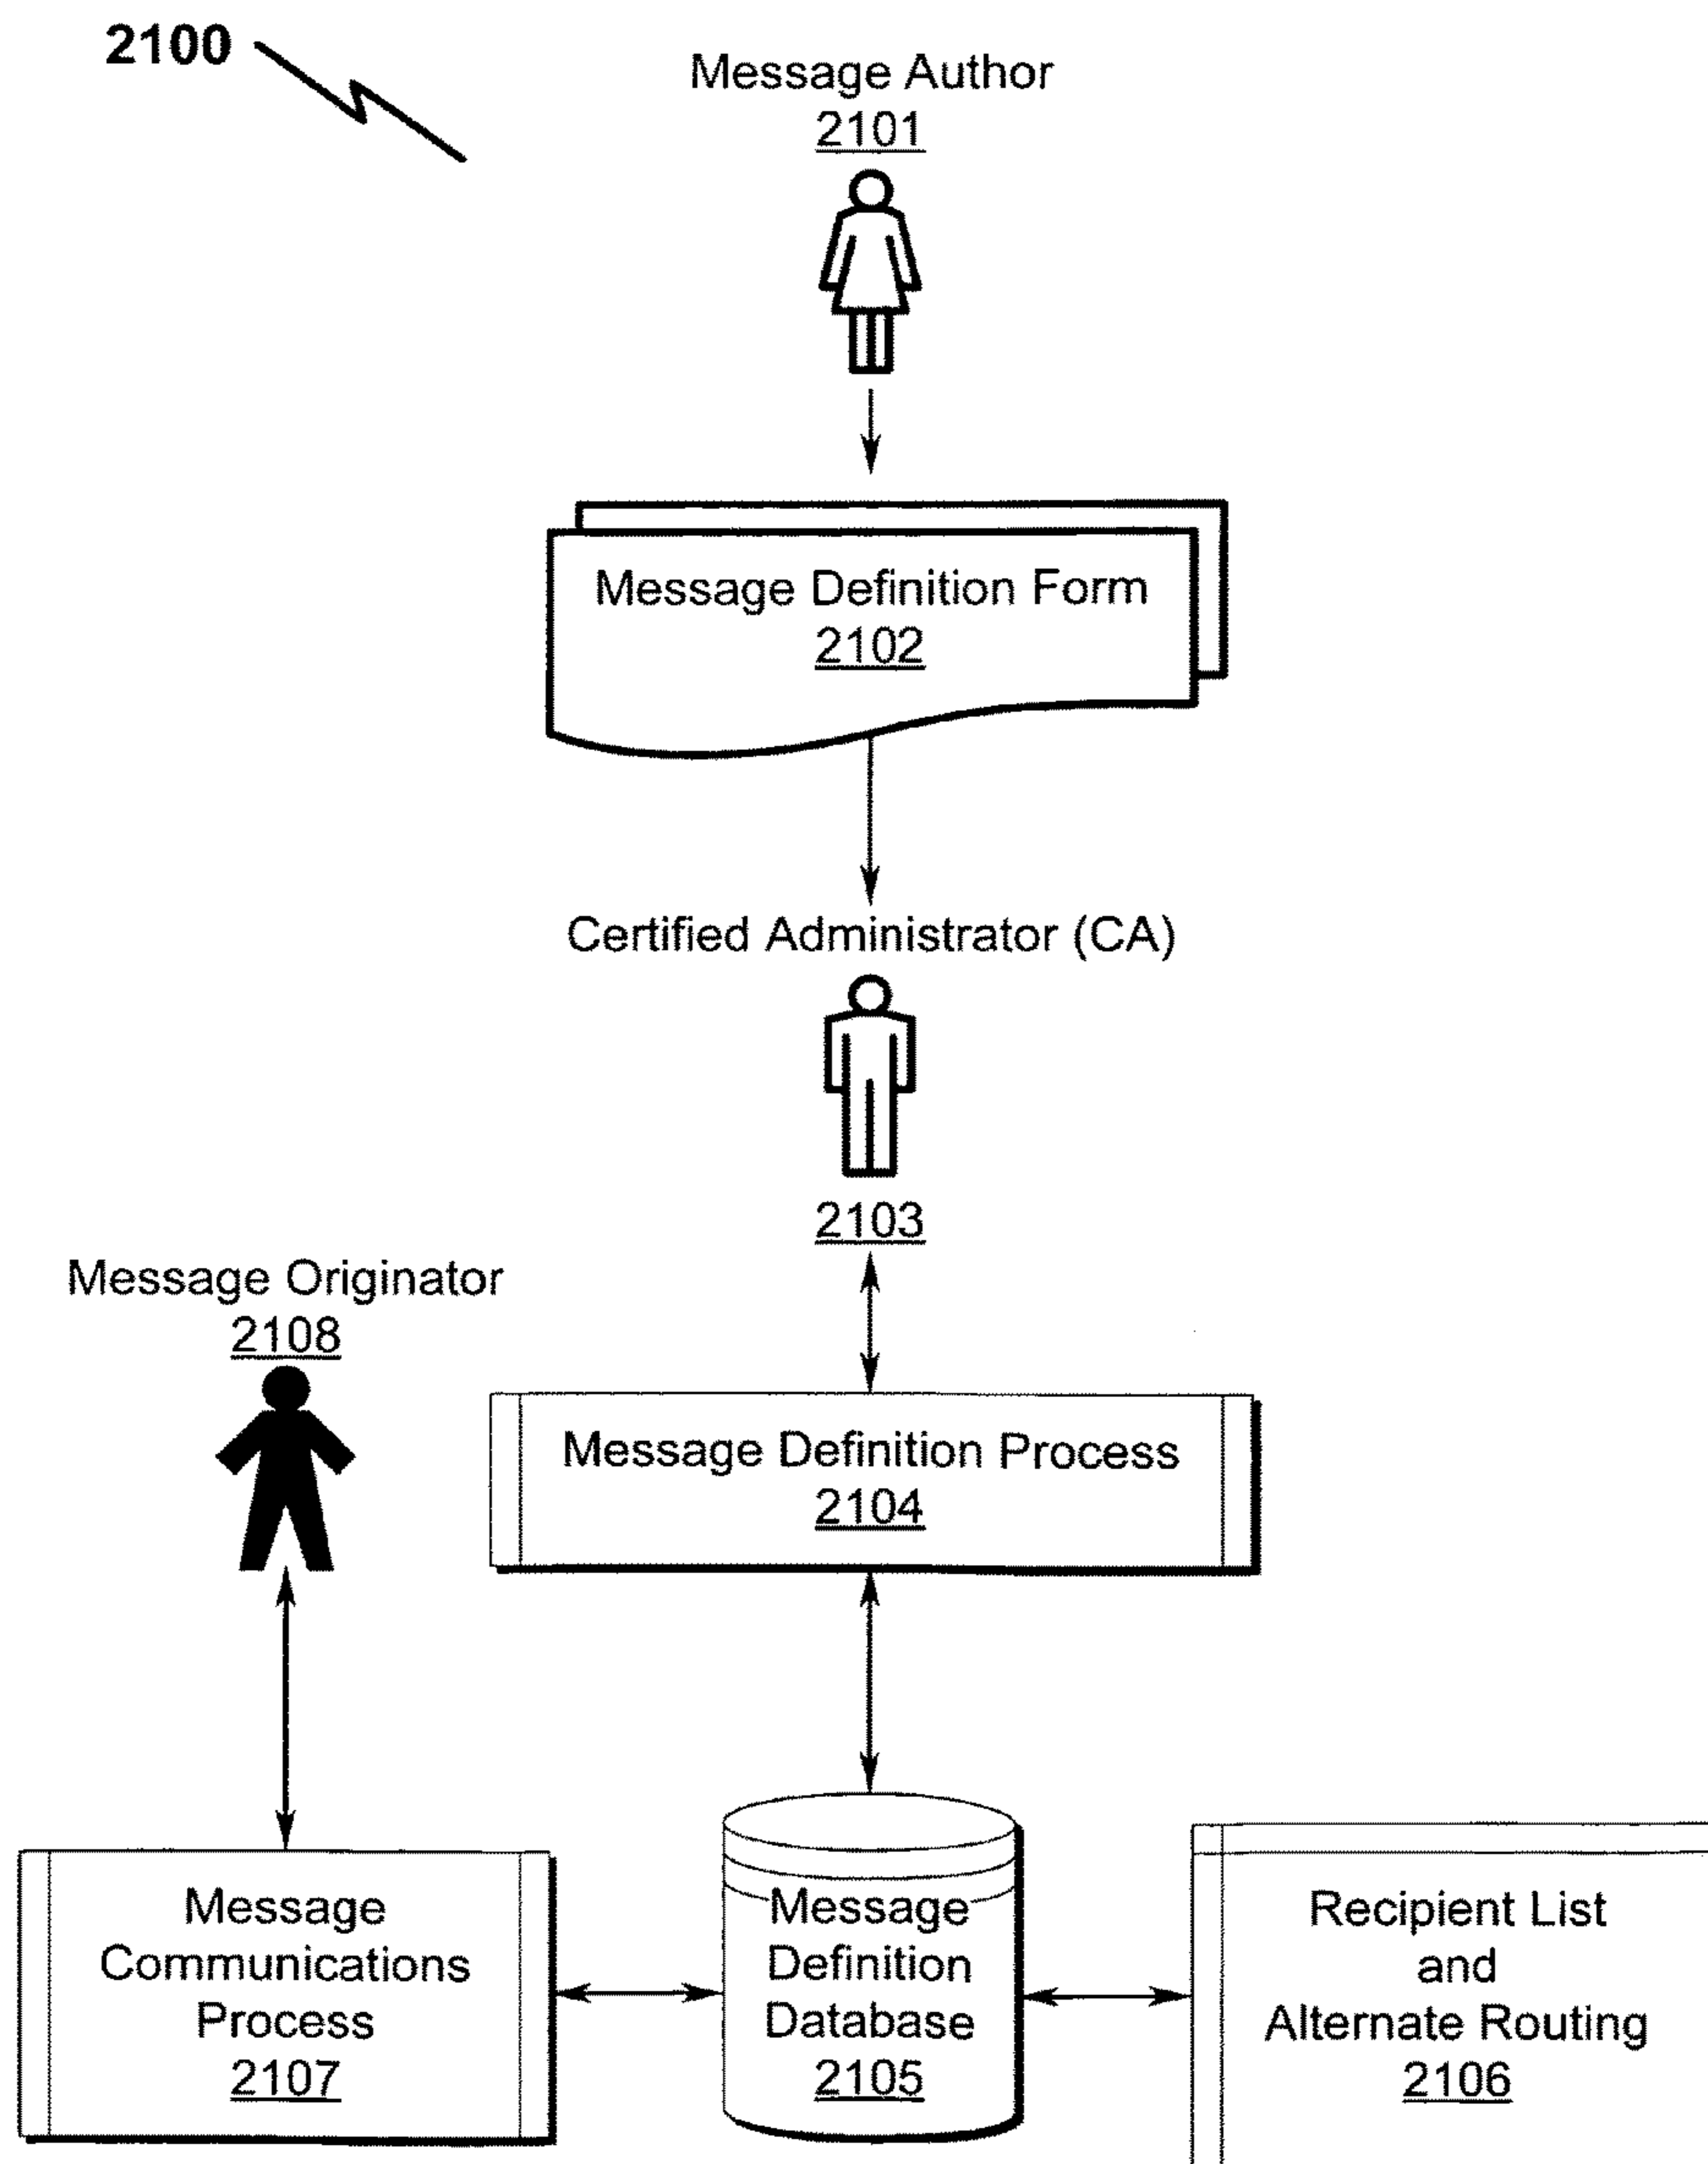 2100
Message Author
2101
Message Definition Form
2102
Certified Administrator (CA)
2103
Message Originator
2108
Message Definition Process
2104
Message
Communications
Process
2107
Message
Definition
Database
2105
Recipient List
and
Alternate Routing
2106